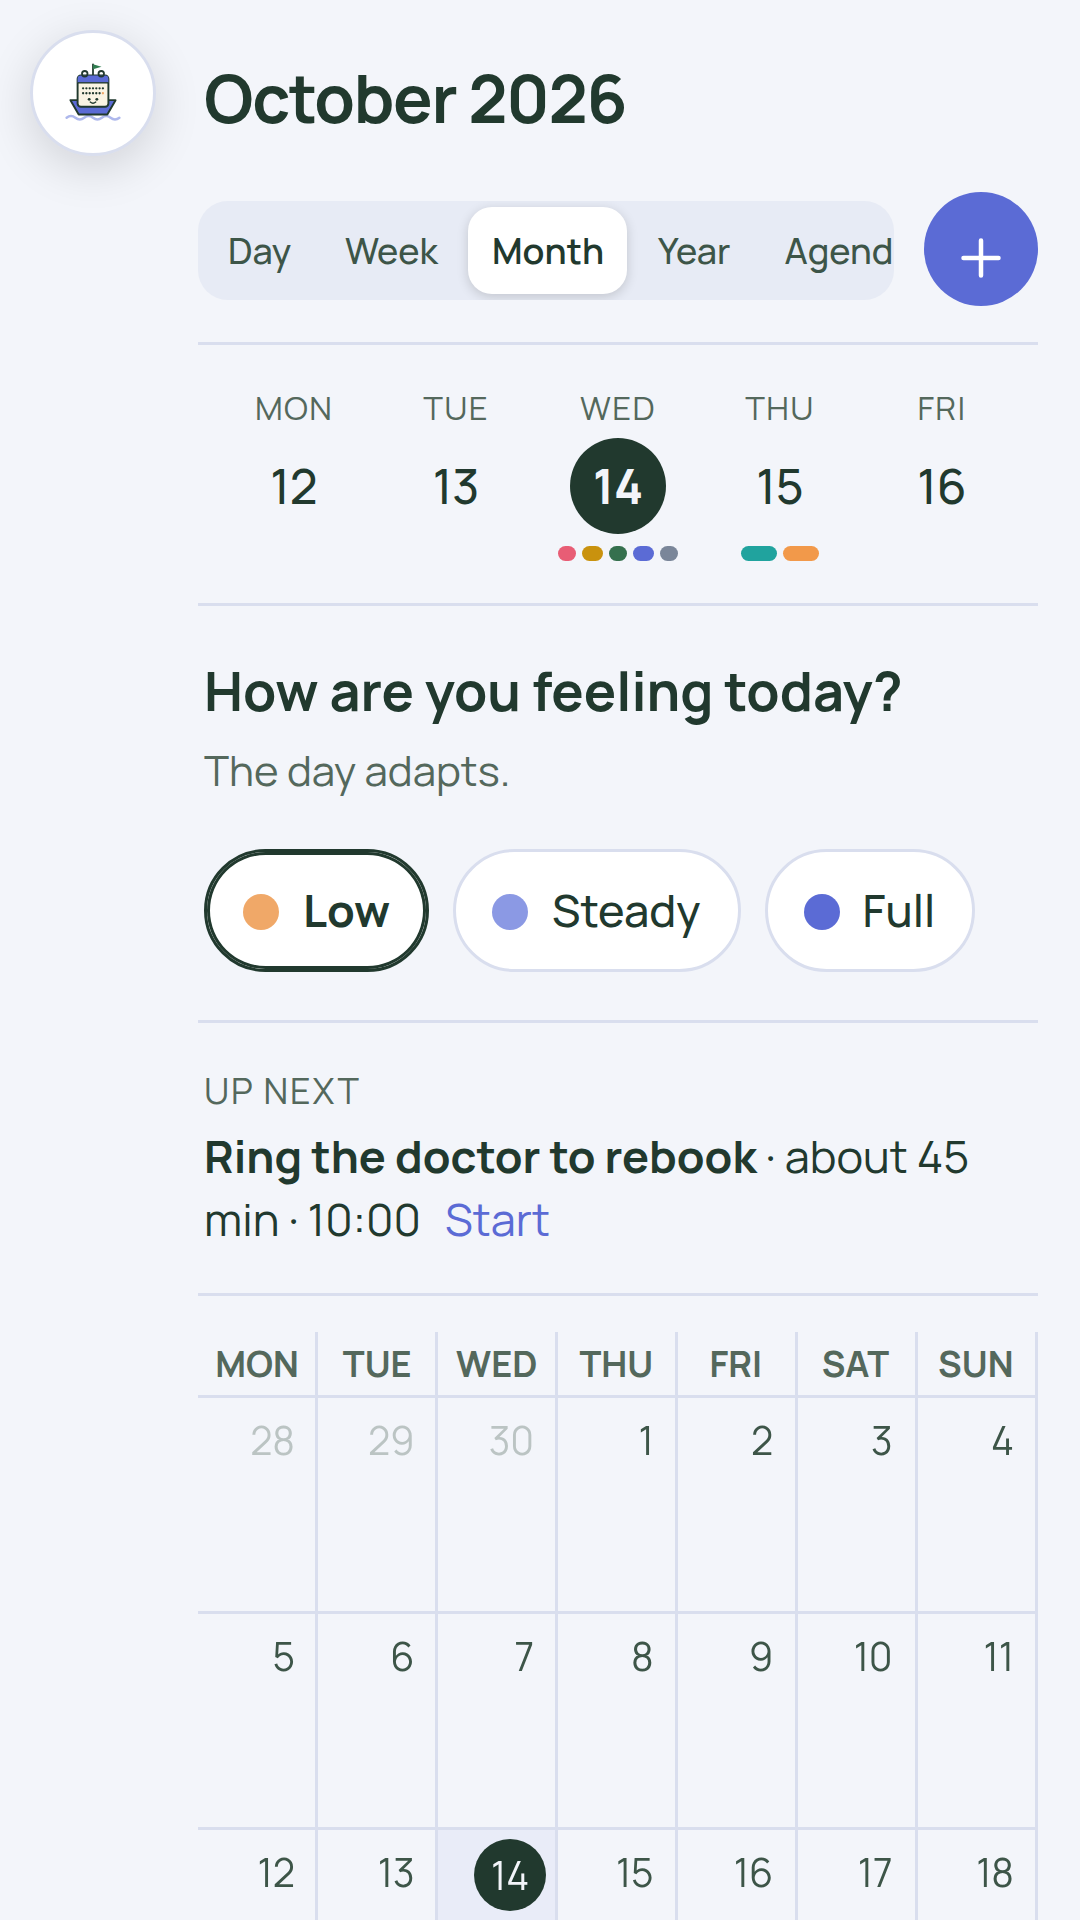 October 2026
Day Week Month Year Agend
MON TUE WED THU FRI
12 13 14 15 16
How are you feeling today?
The day adapts.
Low Steady Full
UP NEXT
Ring the doctor to rebook · about 45
min · 10:00 Start
MON TUE WED THU FRI SAT SUN
28 29 30 1 2 3 4
5 6 7 8 9 10 11
12 13 14 15 16 17 18